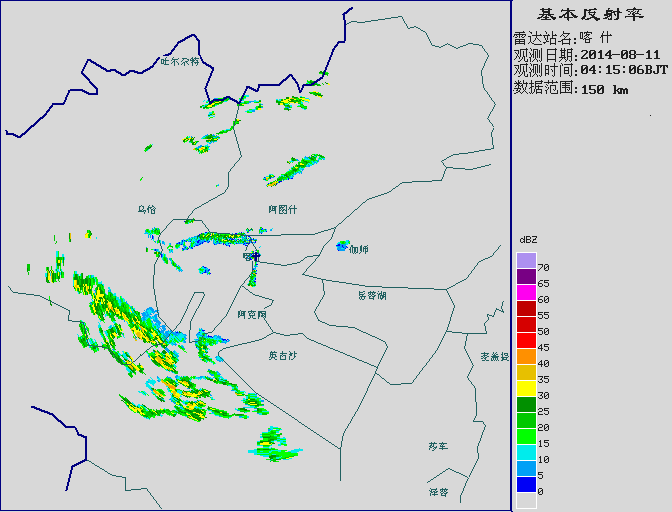 基本反射率
雷达站名:喀 什
观测日期:2014-08-11
观测时间:04:15:06BJT
数据范围:150 km
吐尔尕特
乌恰
阿图什
伽师
岳普湖
阿克陶
英吉沙
麦盖提
莎车
泽普
dBZ
70
65
60
55
50
45
40
35
30
25
20
15
10
5
0